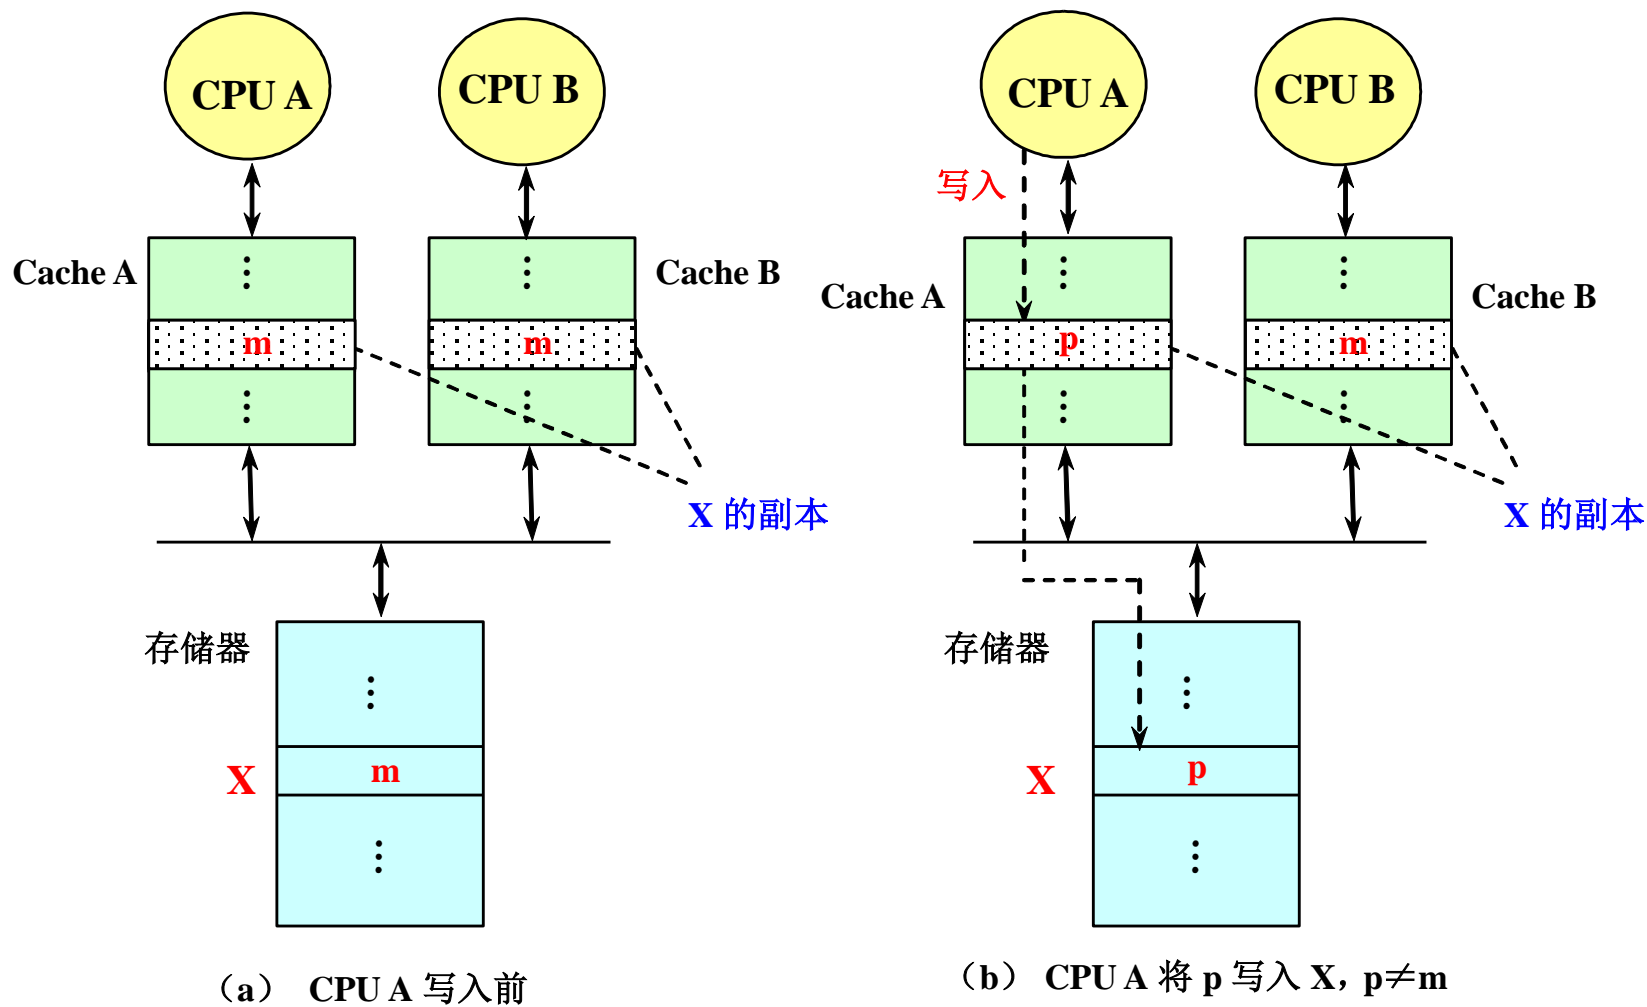 CPU A
CPU B
Cache A
Cache B
m
m
X 的副本
存储器
X
m
(a) CPU A 写入前
CPU A
CPU B
写入
Cache A
Cache B
p
m
X 的副本
存储器
X
p
(b) CPU A 将 p 写入 X，p≠m